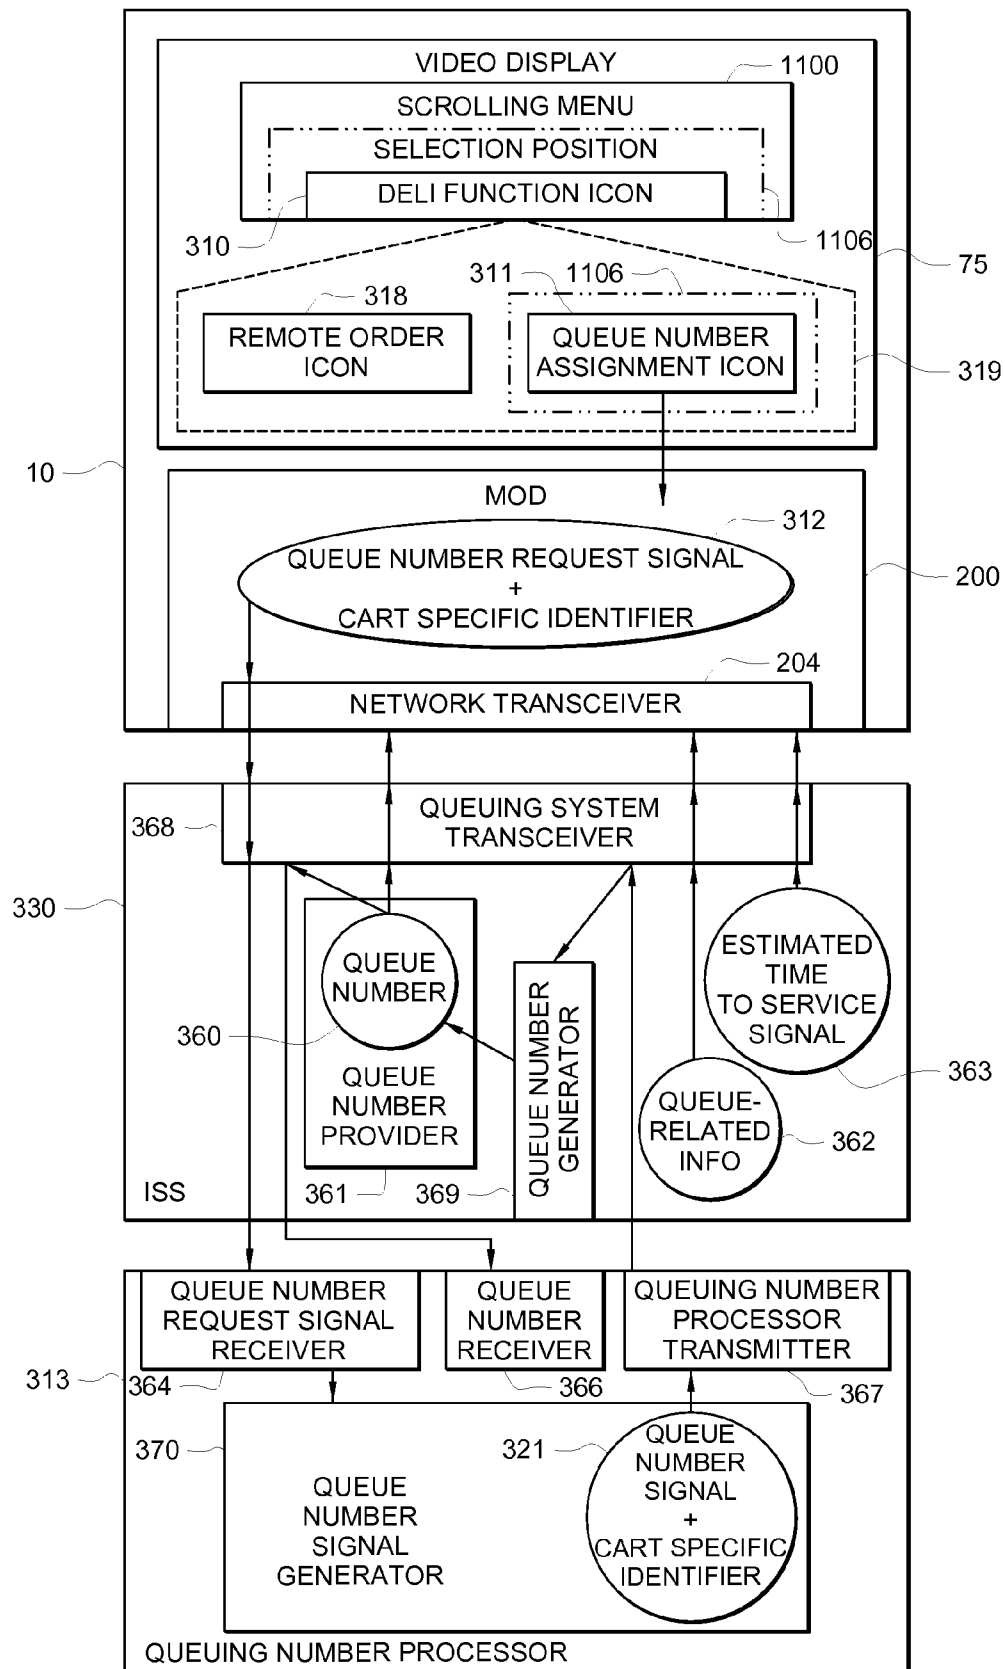 VIDEO DISPLAY
1100
SCROLLING MENU
SELECTION POSITION
DELI FUNCTION ICON
310
1106
75
311
1106
318
REMOTE ORDER
ICON
QUEUE NUMBER
ASSIGNMENT ICON
319
10
MOD
312
QUEUE NUMBER REQUEST SIGNAL
+
CART SPECIFIC IDENTIFIER
200
204
NETWORK TRANSCEIVER
QUEUING SYSTEM
TRANSCEIVER
368
330
QUEUE
NUMBER
360
QUEUE
NUMBER
PROVIDER
361
QUEUE NUMBER
GENERATOR
369
ESTIMATED
TIME
TO SERVICE
SIGNAL
363
QUEUE-
RELATED
INFO
362
ISS
QUEUE NUMBER
REQUEST SIGNAL
RECEIVER
QUEUE
NUMBER
RECEIVER
QUEUING NUMBER
PROCESSOR
TRANSMITTER
313
364
366
367
370
321
QUEUE
NUMBER
SIGNAL
GENERATOR
QUEUE
NUMBER
SIGNAL
+
CART SPECIFIC
IDENTIFIER
QUEUING NUMBER PROCESSOR